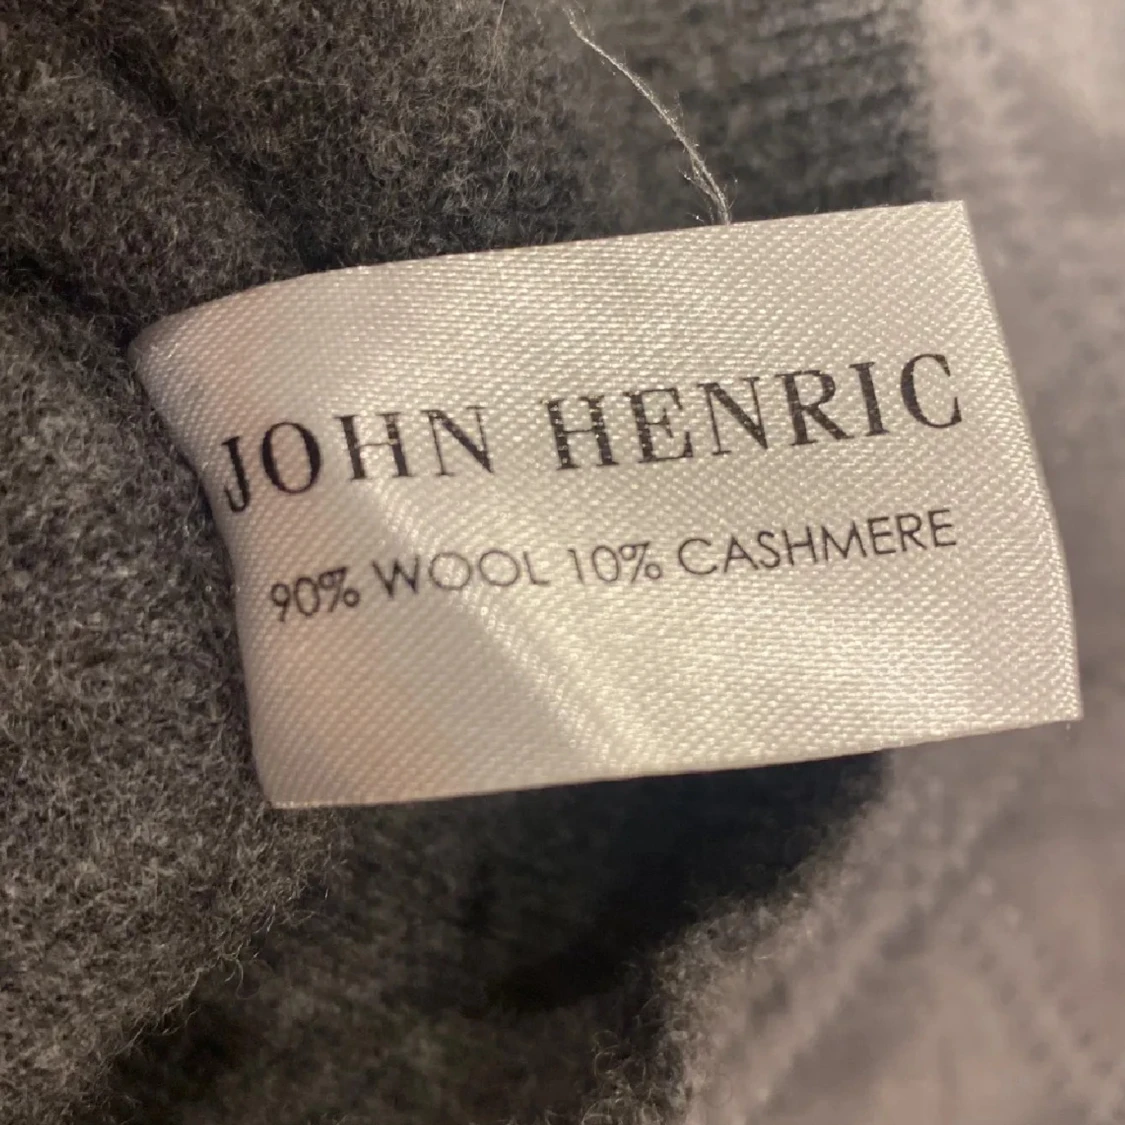 JOHN HENRIC
90% WOOL 10% CASHMERE